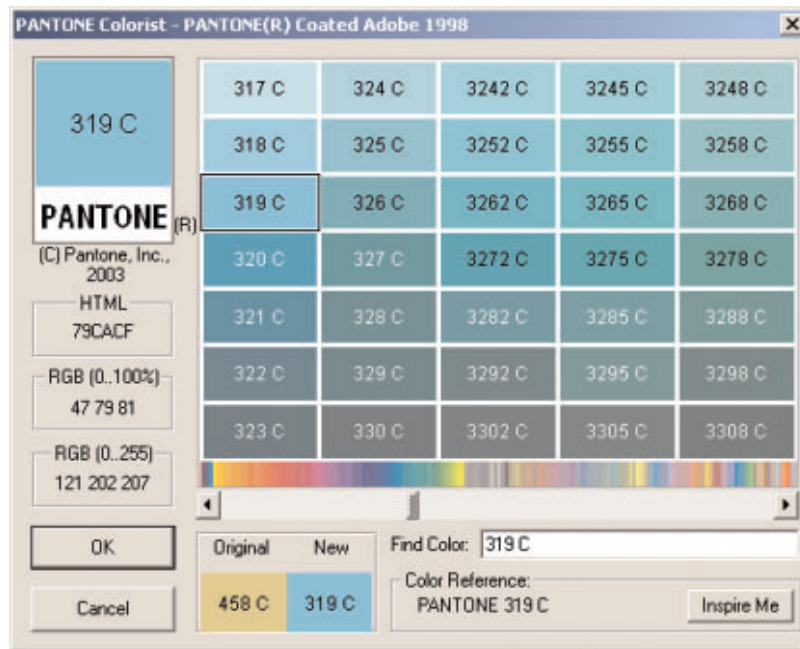 PANTONE Colorist - PANTONE(R) Coated Adobe 1998
319 C
PANTONE (R)
(C) Pantone, Inc., 2003
HTML
79CACF
RGB (0..100%)
47 79 81
RGB (0..255)
121 202 207
OK
Cancel
317 C 324 C 3242 C 3245 C 3248 C
318 C 325 C 3252 C 3255 C 3258 C
319 C 326 C 3262 C 3265 C 3268 C
320 C 327 C 3272 C 3275 C 3278 C
321 C 328 C 3282 C 3285 C 3288 C
322 C 329 C 3292 C 3295 C 3298 C
323 C 330 C 3302 C 3305 C 3308 C
Original New
458 C 319 C
Find Color: 319 C
Color Reference:
PANTONE 319 C
Inspire Me